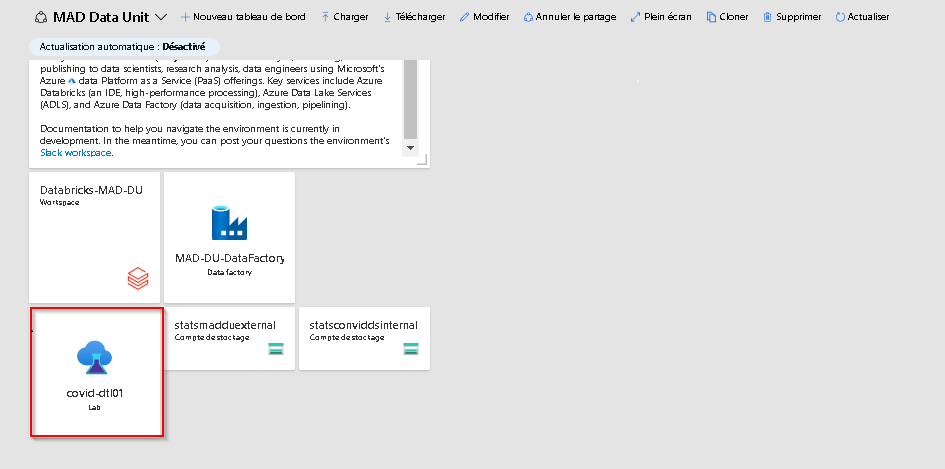 MAD Data Unit
Nouveau tableau de bord
Charger
Télécharger
Modifier
Annuler le partage
Plein écran
Cloner
Supprimer
Actualiser
Actualisation automatique : Désactivé
publishing to data scientists, research analysis, data engineers using Microsoft's
Azure data Platform as a Service (PaaS) offerings. Key services include Azure
Databricks (an IDE, high-performance processing), Azure Data Lake Services
(ADLS), and Azure Data Factory (data acquisition, ingestion, pipelining).
Documentation to help you navigate the environment is currently in
development. In the meantime, you can post your questions the environment's
Slack workspace.
Databricks-MAD-DU
Workspace
MAD-DU-DataFactory
Data factory
covid-dtl01
Lab
statsmadduexternal
Compte de stockage
statsconviddsinternal
Compte de stockage